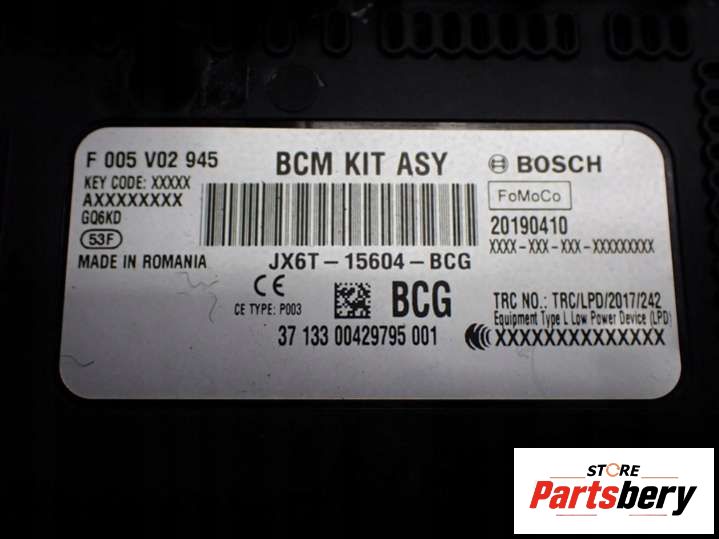 F 005 V02 945
BCM KIT ASY
BOSCH
KEY CODE: XXXXX
AXXXXXXXX
GQ6KD
53F
MADE IN ROMANIA
FoMoCo
20190410
XXXX-XXX-XXX-XXXXXXXXX
JX6T-15604-BCG
CE
CE TYPE: P003
BCG
37 133 00429795 001
TRC NO.: TRC/LPD/2017/242
Equipment Type L Low Power Device (LPD)
XXXXXXXXXXXXXX
STORE
Partsbery